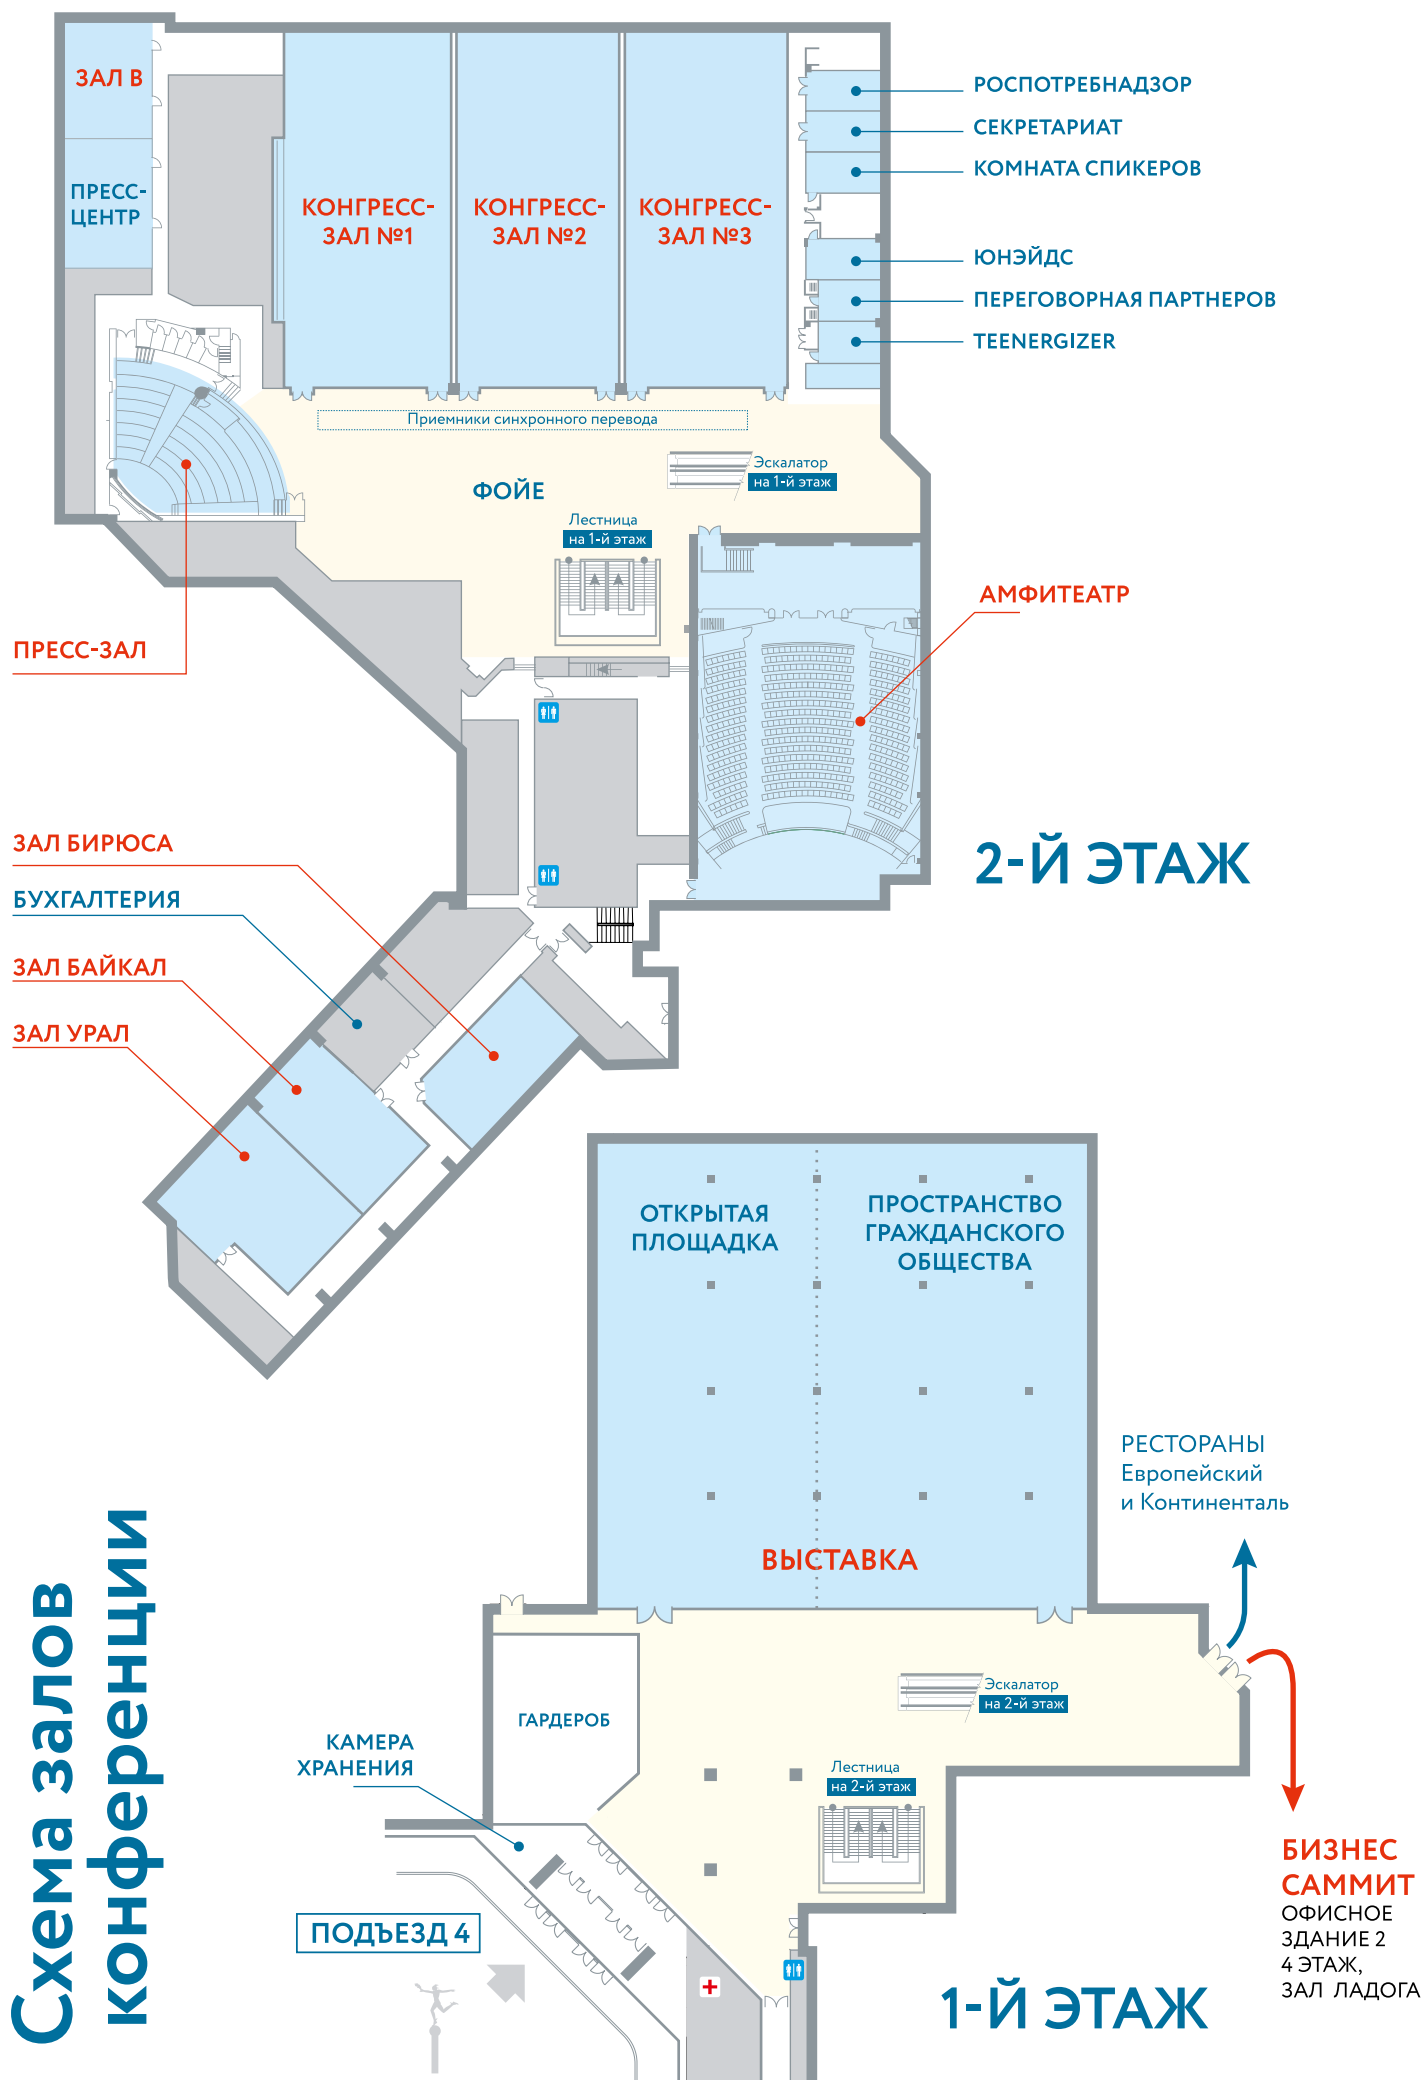 ЗАЛ В
ПРЕСС-
ЦЕНТР
КОНГРЕСС-
ЗАЛ №1
КОНГРЕСС-
ЗАЛ №2
КОНГРЕСС-
ЗАЛ №3
РОСПОТРЕБНАДЗОР
СЕКРЕТАРИАТ
КОМНАТА СПИКЕРОВ
ЮНЭЙДС
ПЕРЕГОВОРНАЯ ПАРТНЕРОВ
TEENERGIZER
Приемники синхронного перевода
Эскалатор
на 1-й этаж
ФОЙЕ
Лестница
на 1-й этаж
АМФИТЕАТР
ПРЕСС-ЗАЛ
ЗАЛ БИРЮСА
БУХГАЛТЕРИЯ
ЗАЛ БАЙКАЛ
ЗАЛ УРАЛ
2-Й ЭТАЖ
ОТКРЫТАЯ
ПЛОЩАДКА
ПРОСТРАНСТВО
ГРАЖДАНСКОГО
ОБЩЕСТВА
ВЫСТАВКА
РЕСТОРАНЫ
Европейский
и Континенталь
Эскалатор
на 2-й этаж
ГАРДЕРОБ
КАМЕРА
ХРАНЕНИЯ
Лестница
на 2-й этаж
БИЗНЕС
САММИТ
ОФИСНОЕ
ЗДАНИЕ 2
4 ЭТАЖ,
ЗАЛ ЛАДОГА
ПОДЪЕЗД 4
1-Й ЭТАЖ
Схема залов
конференции